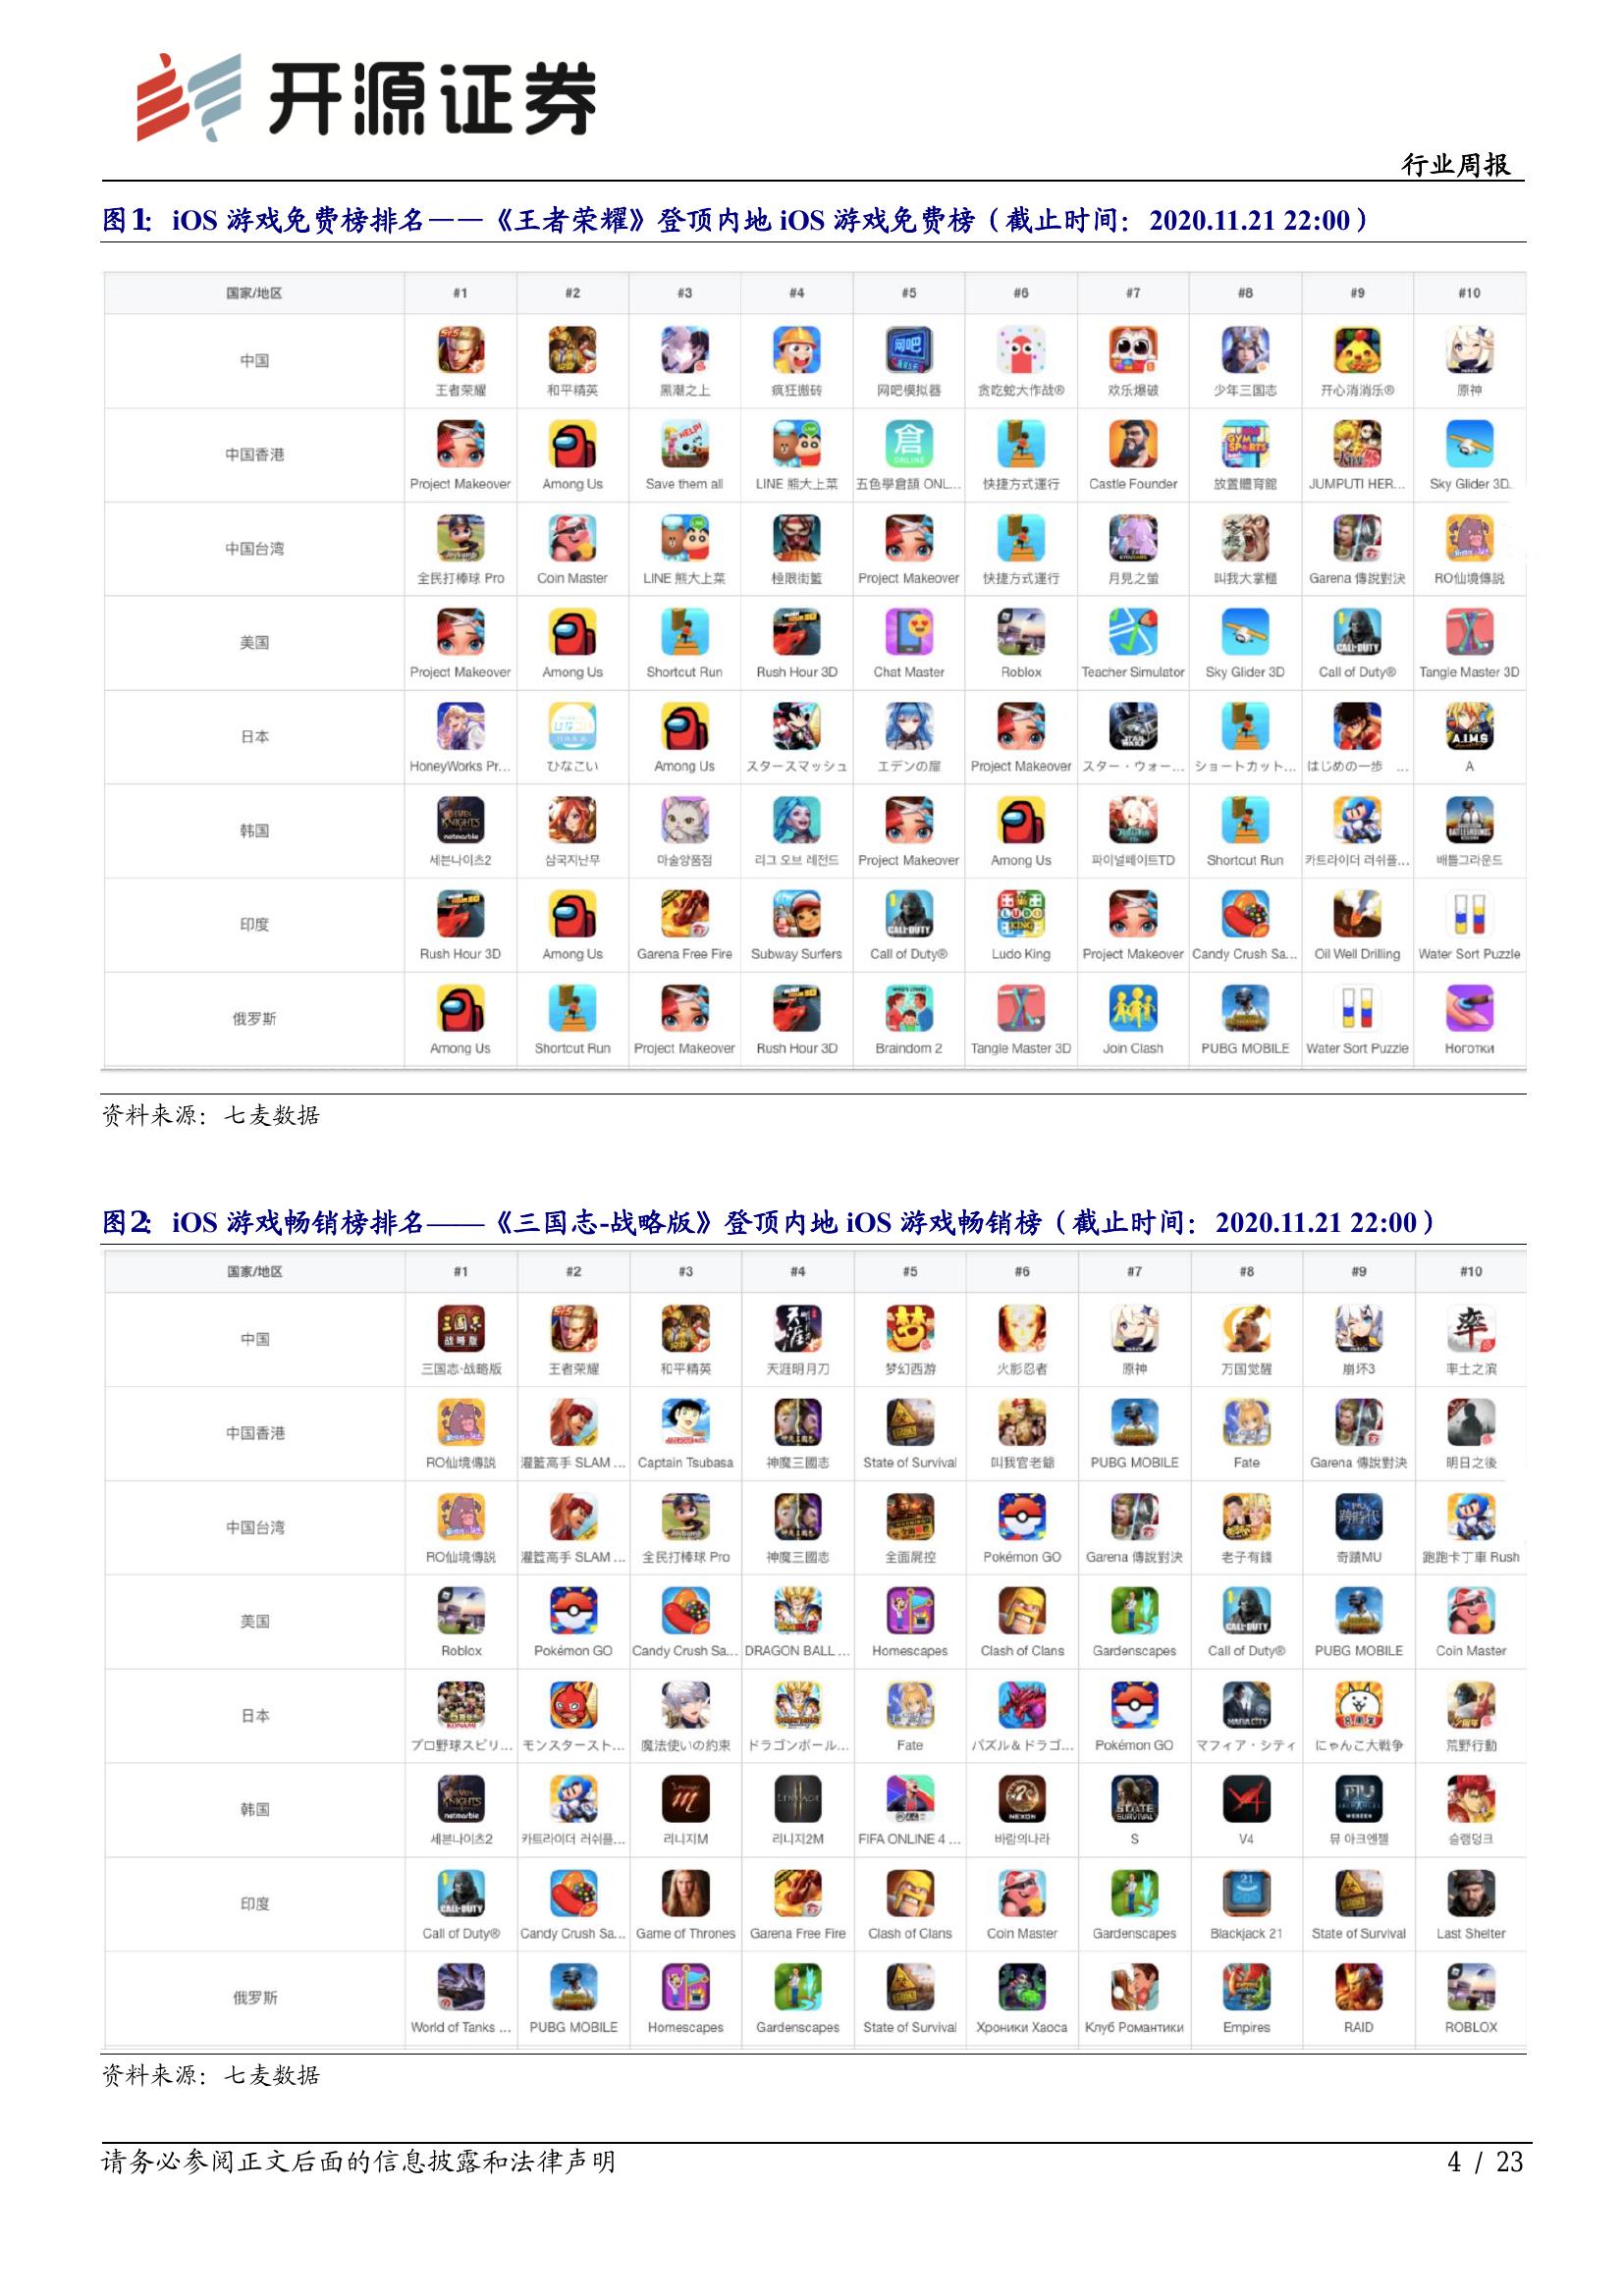 开源证券
行业周报
图1： iOS 游戏免费榜排名——《王者荣耀》登顶内地 iOS 游戏免费榜（截止时间：2020.11.21 22:00）
国家/地区 #1 #2 #3 #4 #5 #6 #7 #8 #9 #10
中国 王者荣耀 和平精英 黑潮之上 疯狂搬砖 网吧模拟器 贪吃蛇大作战® 欢乐爆破 少年三国志 开心消消乐® 原神
中国香港 Project Makeover Among Us Save them all LINE 熊大上菜 五色學倉頡 ONL... 快捷方式運行 Castle Founder 放置體育館 JUMPUTI HER... Sky Glider 3D
中国台湾 全民打棒球 Pro Coin Master LINE 熊大上菜 極限街籃 Project Makeover 快捷方式運行 月見之螢 叫我大掌櫃 Garena 傳說對決 RO仙境傳說
美国 Project Makeover Among Us Shortcut Run Rush Hour 3D Chat Master Roblox Teacher Simulator Sky Glider 3D Call of Duty® Tangle Master 3D
日本 HoneyWorks Pr... ひなこい Among Us スタースマッシュ エデンの扉 Project Makeover スター・ウォー... ショートカット... はじめの一歩 ... A
韩国 세븐나이츠2 삼국지난무 마술양품점 리그 오브 레전드 Project Makeover Among Us 파이널페이트TD Shortcut Run 카트라이더 러쉬플... 배틀그라운드
印度 Rush Hour 3D Among Us Garena Free Fire Subway Surfers Call of Duty® Ludo King Project Makeover Candy Crush Sa... Oil Well Drilling Water Sort Puzzle
俄罗斯 Among Us Shortcut Run Project Makeover Rush Hour 3D Braindom 2 Tangle Master 3D Join Clash PUBG MOBILE Water Sort Puzzle Ноготки
资料来源：七麦数据
图2： iOS 游戏畅销榜排名——《三国志-战略版》登顶内地 iOS 游戏畅销榜（截止时间：2020.11.21 22:00）
国家/地区 #1 #2 #3 #4 #5 #6 #7 #8 #9 #10
中国 三国志·战略版 王者荣耀 和平精英 天涯明月刀 梦幻西游 火影忍者 原神 万国觉醒 崩坏3 率土之滨
中国香港 RO仙境傳說 灌籃高手 SLAM ... Captain Tsubasa 神魔三國志 State of Survival 叫我官老爺 PUBG MOBILE Fate Garena 傳說對決 明日之後
中国台湾 RO仙境傳說 灌籃高手 SLAM ... 全民打棒球 Pro 神魔三國志 全面屍控 Pokémon GO Garena 傳說對決 老子有錢 奇蹟MU 跑跑卡丁車 Rush
美国 Roblox Pokémon GO Candy Crush Sa... DRAGON BALL ... Homescapes Clash of Clans Gardenscapes Call of Duty® PUBG MOBILE Coin Master
日本 プロ野球スピリ... モンスタースト... 魔法使いの約束 ドラゴンボール... Fate パズル＆ドラゴ... Pokémon GO マフィア・シティ にゃんこ大戦争 荒野行動
韩国 세븐나이츠2 카트라이더 러쉬플... 리니지M 리니지2M FIFA ONLINE 4 ... 바람의나라 S V4 뮤 아크엔젤 슬램덩크
印度 Call of Duty® Candy Crush Sa... Game of Thrones Garena Free Fire Clash of Clans Coin Master Gardenscapes Blackjack 21 State of Survival Last Shelter
俄罗斯 World of Tanks ... PUBG MOBILE Homescapes Gardenscapes State of Survival Хроники Хаоса Клуб Романтики Empires RAID ROBLOX
资料来源：七麦数据
请务必参阅正文后面的信息披露和法律声明
4 / 23